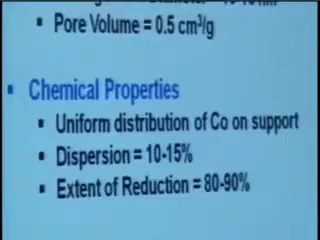 ▪ Pore Volume = 0.5 cm³/g
▪ Chemical Properties
▪ Uniform distribution of Co on support
▪ Dispersion = 10-15%
▪ Extent of Reduction = 80-90%